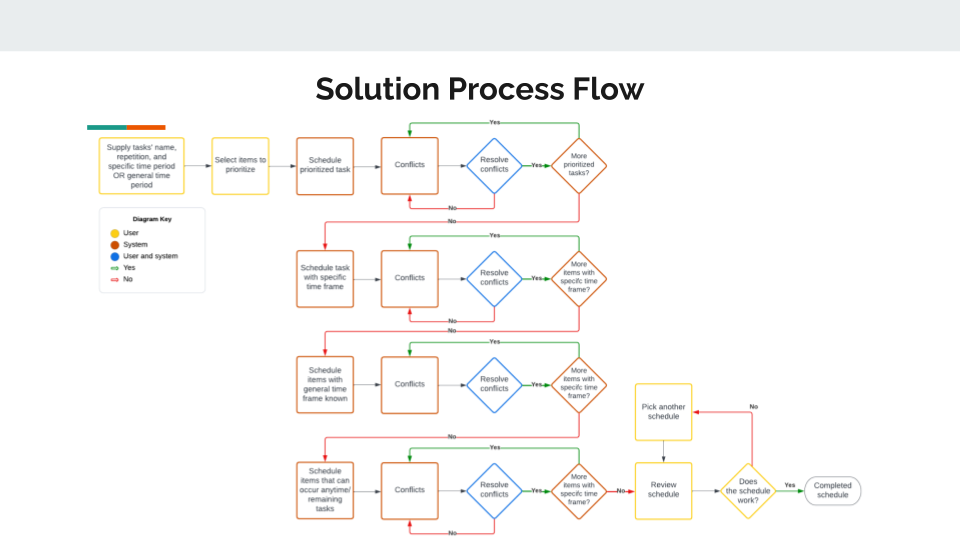 Solution Process Flow
Yes
Supply tasks' name,
repetition, and
specific time period
OR general time
period
Select items to
prioritize
Schedule
prioritized task
Conflicts
Resolve
conflicts
Yes
More
prioritized
tasks?
No
No
Diagram Key
User
System
User and system
Yes
No
Yes
Schedule task
with specific
time frame
Conflicts
Resolve
conflicts
Yes
More
items with
specifc time
frame?
No
No
Yes
Schedule
items with
general time
frame known
Conflicts
Resolve
conflicts
Yes
More
items with
specifc time
frame?
No
Pick another
schedule
No
Yes
Schedule
items that can
occur anytime/
remaining
tasks
Conflicts
Resolve
conflicts
Yes
More
items with
specifc time
frame?
No
Review
schedule
Does
the schedule
work?
Yes
Completed
schedule
No